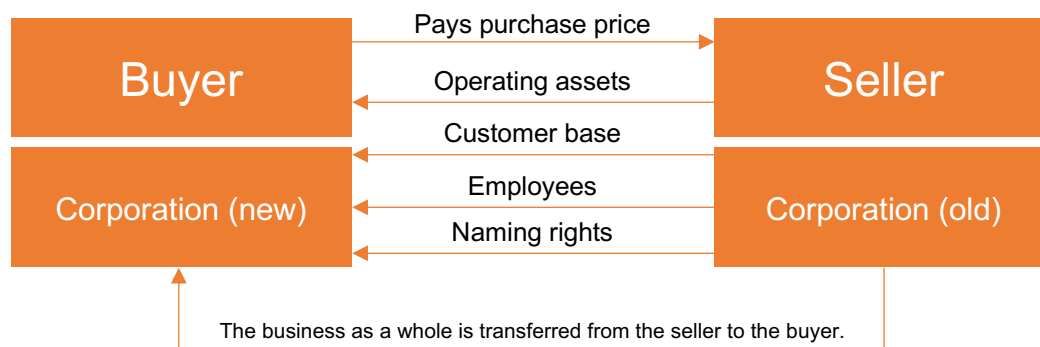 Pays purchase price
Buyer
Seller
Operating assets
Customer base
Employees
Corporation (new)
Corporation (old)
Naming rights
The business as a whole is transferred from the seller to the buyer.